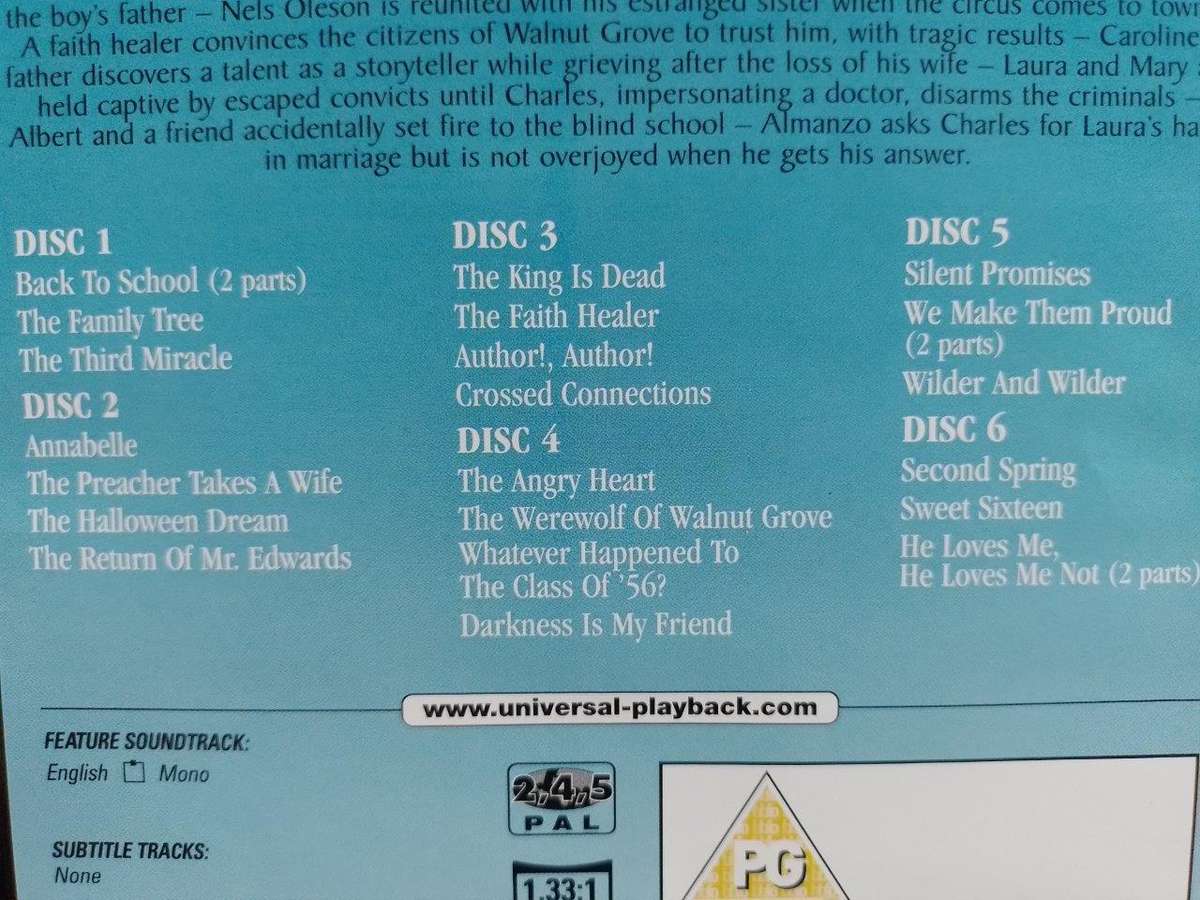 the boy's father – Nels Oleson is reunited with his estranged sister when the circus comes to town
A faith healer convinces the citizens of Walnut Grove to trust him, with tragic results – Caroline
father discovers a talent as a storyteller while grieving after the loss of his wife – Laura and Mary
held captive by escaped convicts until Charles, impersonating a doctor, disarms the criminals –
Albert and a friend accidentally set fire to the blind school – Almanzo asks Charles for Laura's ha
in marriage but is not overjoyed when he gets his answer.
DISC 1
Back To School (2 parts)
The Family Tree
The Third Miracle
DISC 2
Annabelle
The Preacher Takes A Wife
The Halloween Dream
The Return Of Mr. Edwards
DISC 3
The King Is Dead
The Faith Healer
Author!, Author!
Crossed Connections
DISC 4
The Angry Heart
The Werewolf Of Walnut Grove
Whatever Happened To
The Class Of '56?
Darkness Is My Friend
DISC 5
Silent Promises
We Make Them Proud
(2 parts)
Wilder And Wilder
DISC 6
Second Spring
Sweet Sixteen
He Loves Me,
He Loves Me Not (2 parts)
www.universal-playback.com
FEATURE SOUNDTRACK:
English Mono
SUBTITLE TRACKS:
None
2,4,5
PAL
1.33:1
PG